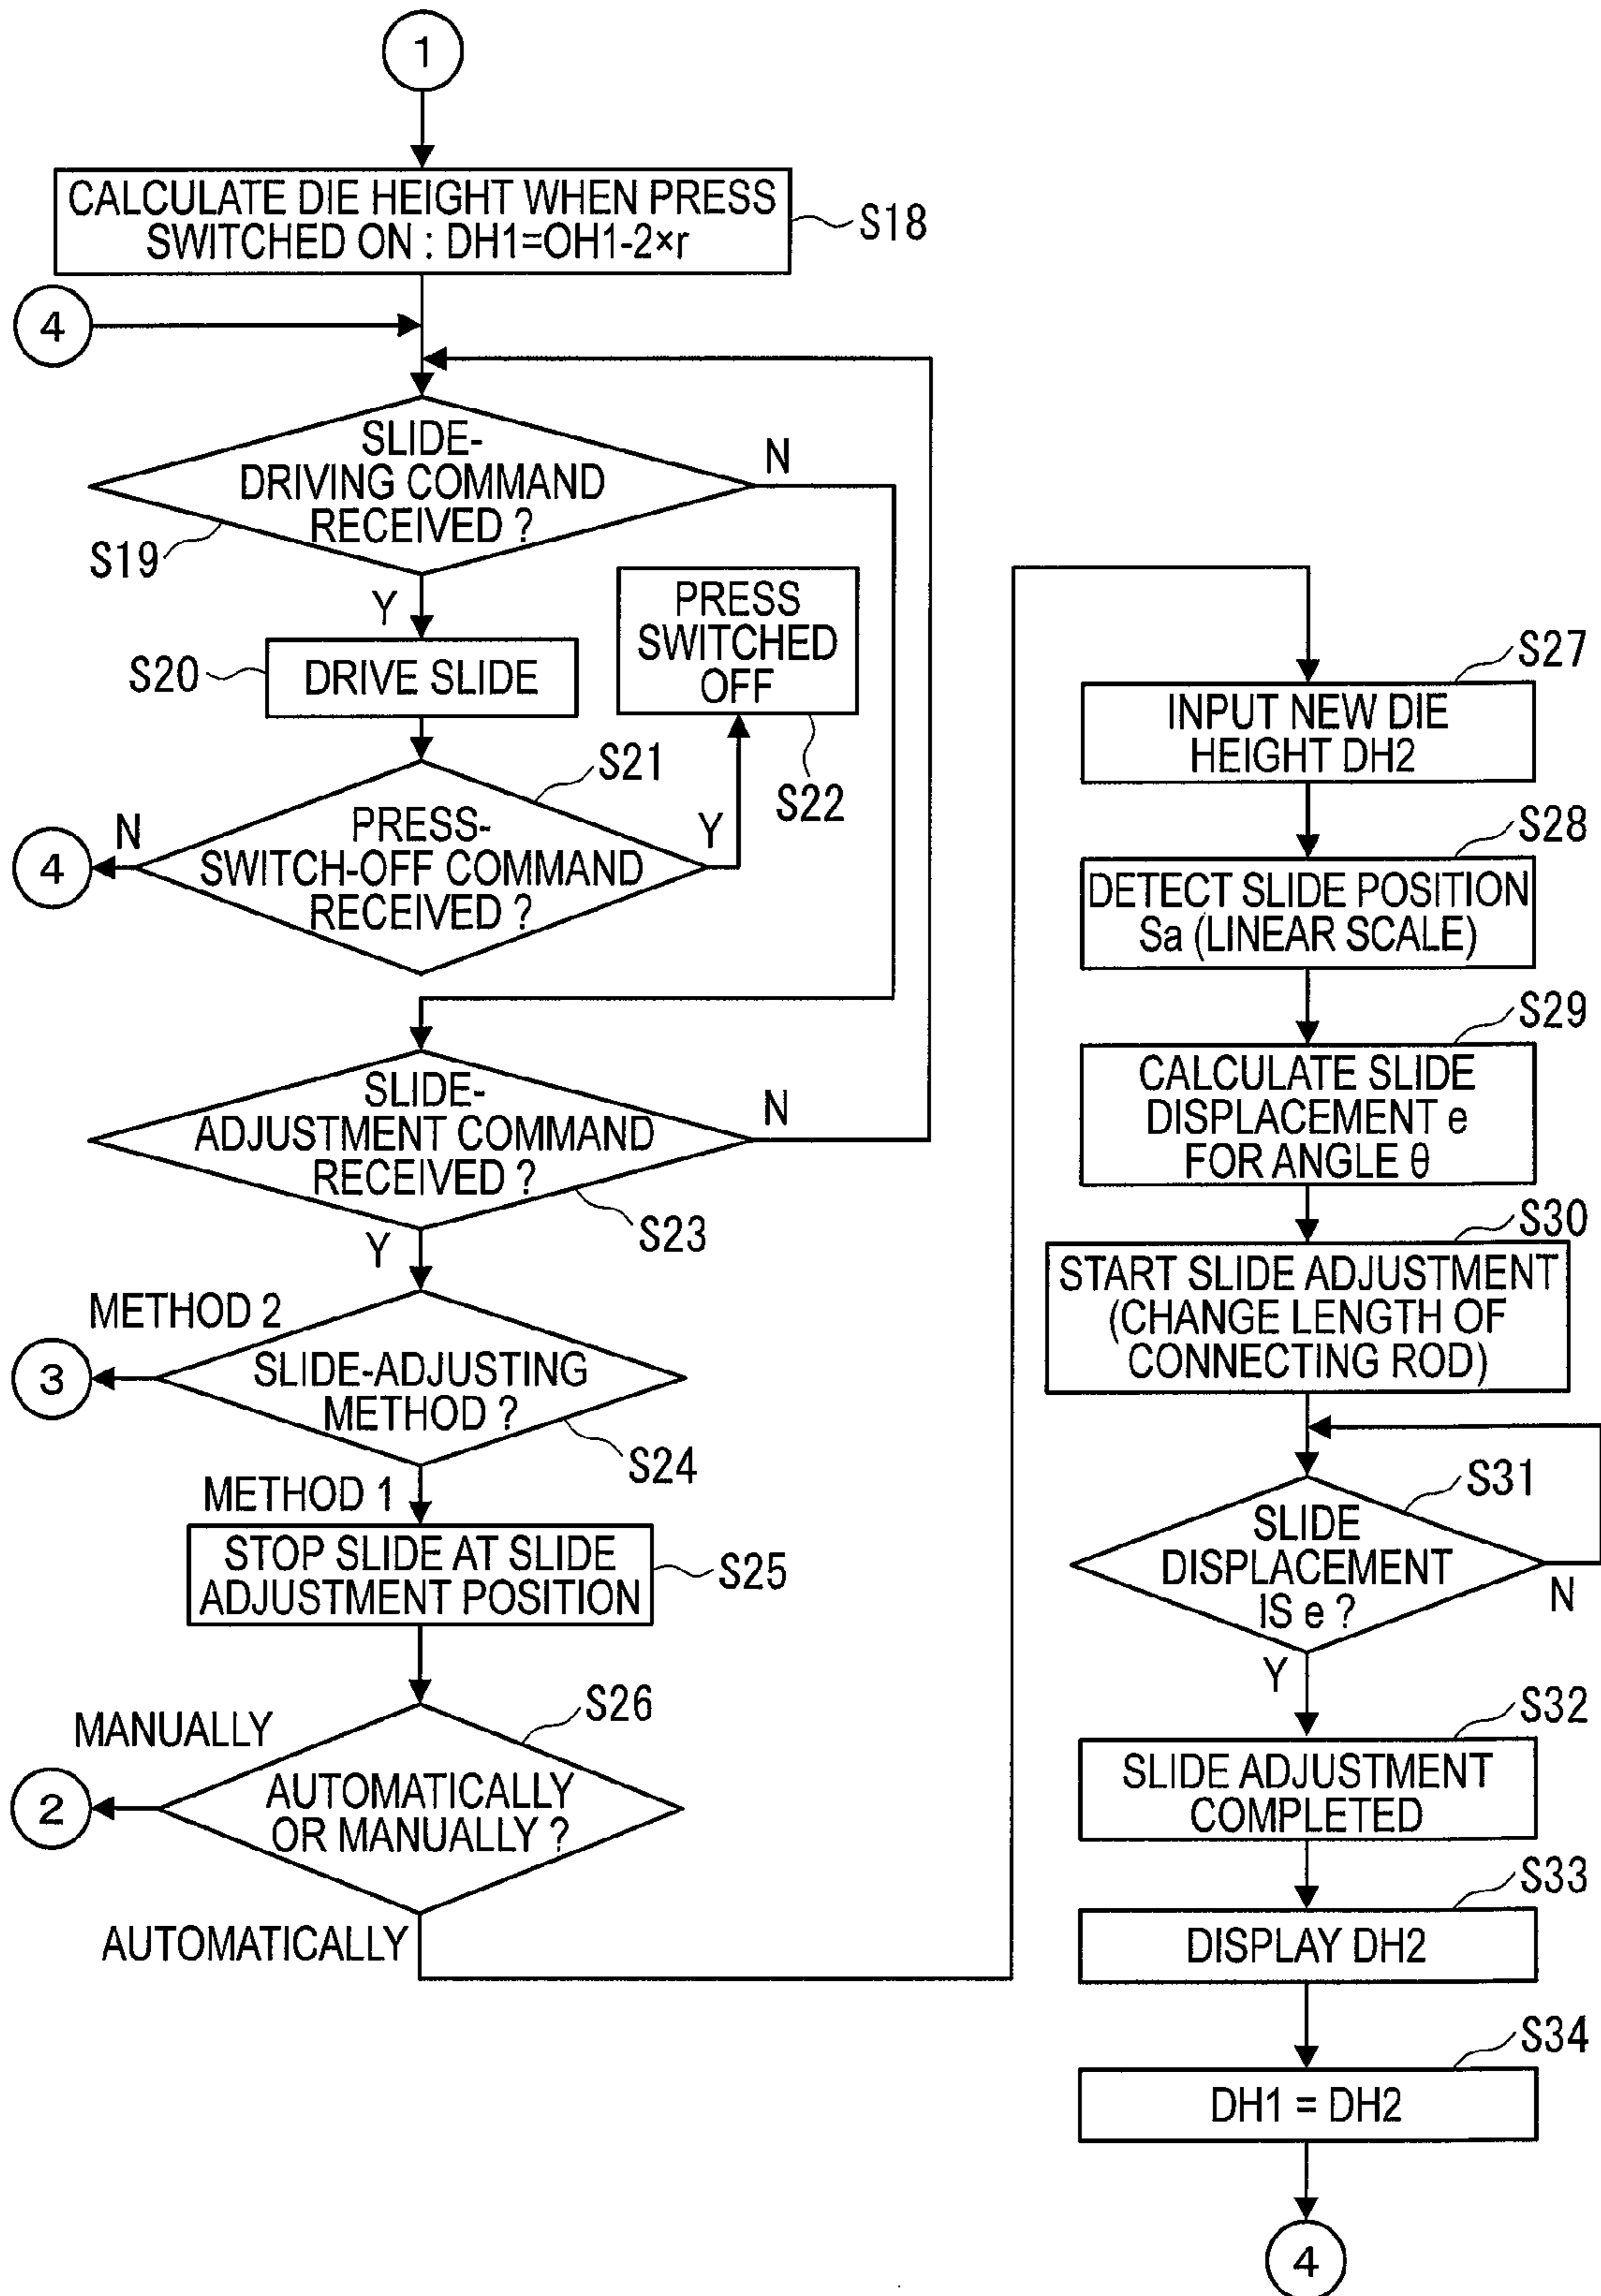 1
CALCULATE DIE HEIGHT WHEN PRESS
SWITCHED ON : DH1=OH1-2×r
S18
4
SLIDE-
DRIVING COMMAND
RECEIVED ?
N
S19
Y
DRIVE SLIDE
S20
PRESS
SWITCHED
OFF
S22
S21
PRESS-
SWITCH-OFF COMMAND
RECEIVED ?
N
Y
4
SLIDE-
ADJUSTMENT COMMAND
RECEIVED ?
N
S23
Y
METHOD 2
3
SLIDE-ADJUSTING
METHOD ?
S24
METHOD 1
STOP SLIDE AT SLIDE
ADJUSTMENT POSITION
S25
S26
MANUALLY
2
AUTOMATICALLY
OR MANUALLY ?
AUTOMATICALLY
S27
INPUT NEW DIE
HEIGHT DH2
S28
DETECT SLIDE POSITION
Sa (LINEAR SCALE)
S29
CALCULATE SLIDE
DISPLACEMENT e
FOR ANGLE θ
S30
START SLIDE ADJUSTMENT
(CHANGE LENGTH OF
CONNECTING ROD)
S31
SLIDE
DISPLACEMENT
IS e ?
N
Y
S32
SLIDE ADJUSTMENT
COMPLETED
S33
DISPLAY DH2
S34
DH1 = DH2
4